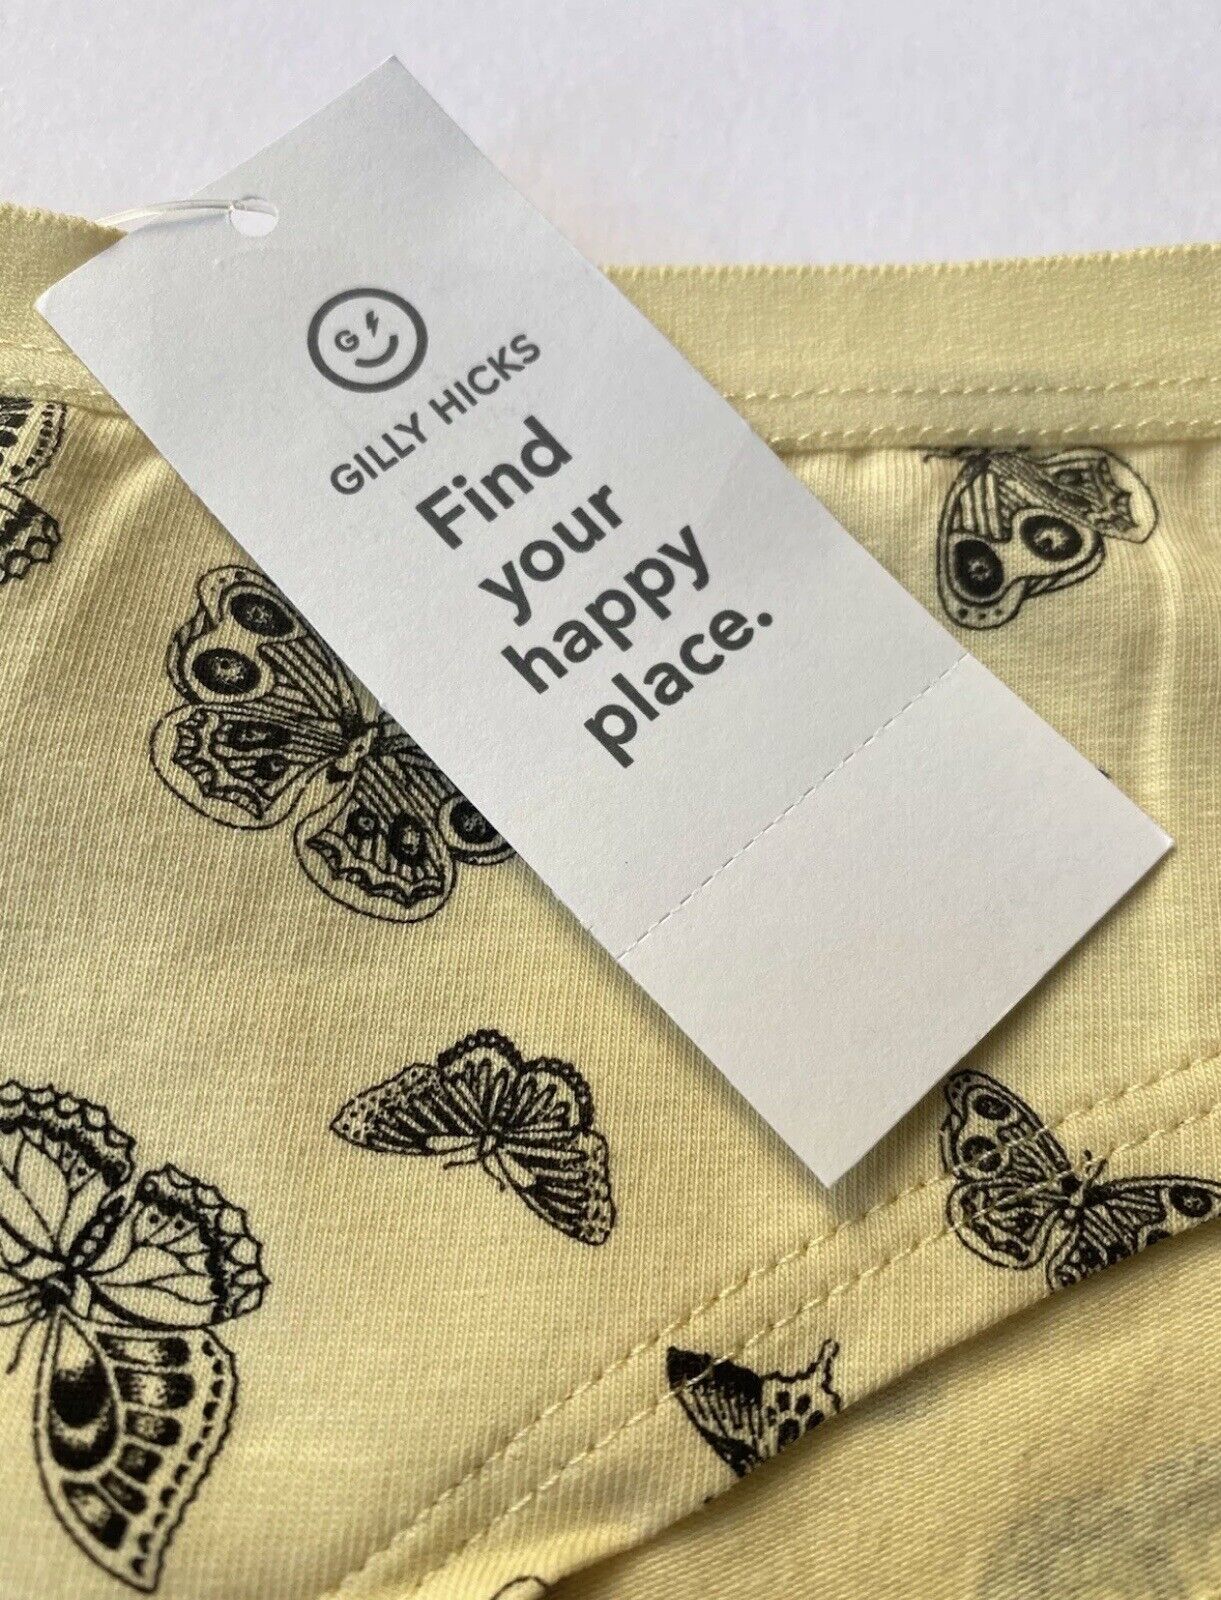 G
GILLY HICKS
Find
your
happy
place.